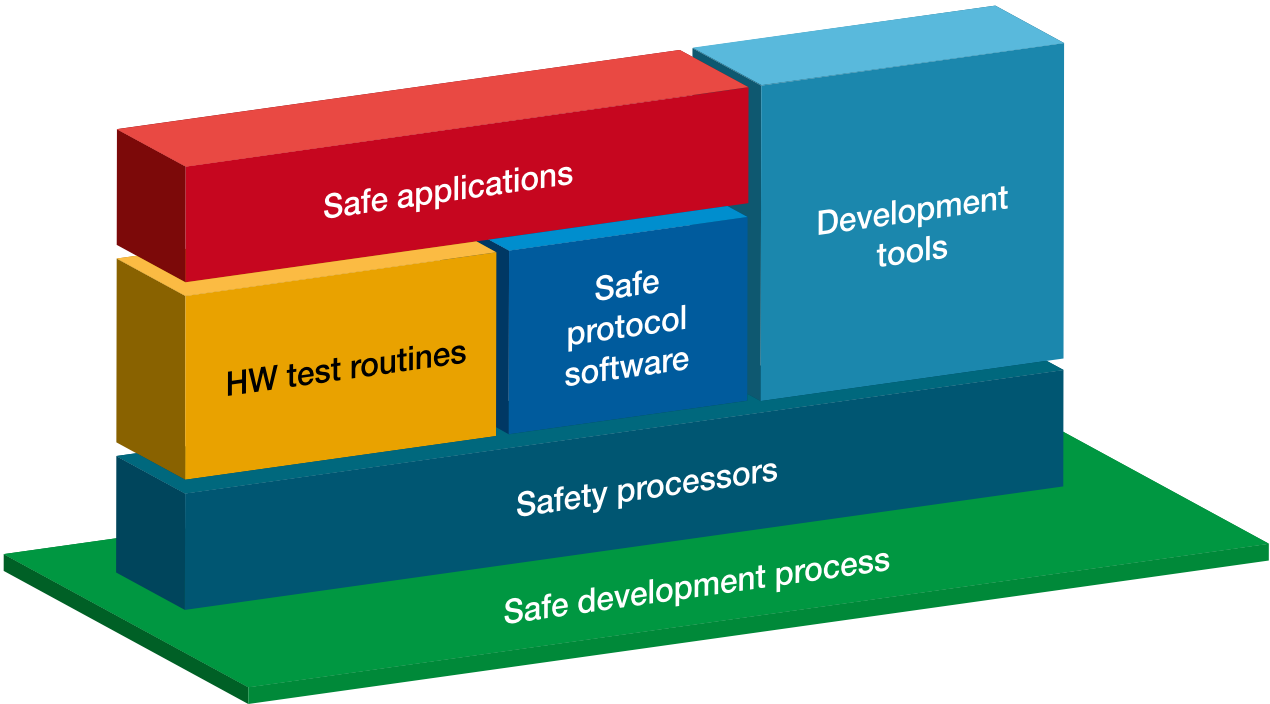 Safe applications
Development
tools
HW test routines
Safe
protocol
software
Safety processors
Safe development process